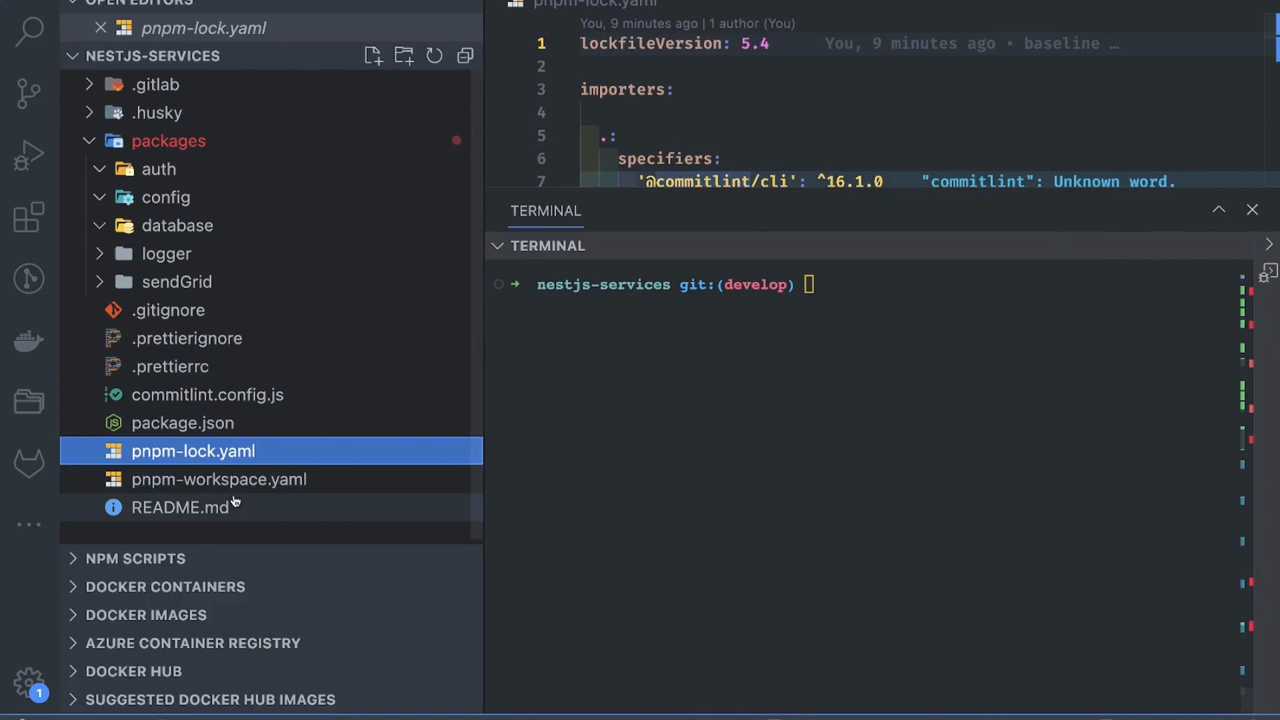 OPEN EDITORS
pnpm-lock.yaml
NESTJS-SERVICES
.gitlab
.husky
packages
auth
config
database
logger
sendGrid
.gitignore
.prettierignore
.prettierrc
commitlint.config.js
package.json
pnpm-lock.yaml
pnpm-workspace.yaml
README.md
NPM SCRIPTS
DOCKER CONTAINERS
DOCKER IMAGES
AZURE CONTAINER REGISTRY
DOCKER HUB
SUGGESTED DOCKER HUB IMAGES
1
pnpm-lock.yaml
You, 9 minutes ago | 1 author (You)
1 lockfileVersion: 5.4 You, 9 minutes ago • baseline …
2
3 importers:
4
5 .:
6 specifiers:
7 '@commitlint/cli': ^16.1.0 "commitlint": Unknown word.
TERMINAL
TERMINAL
nestjs-services git:(develop)